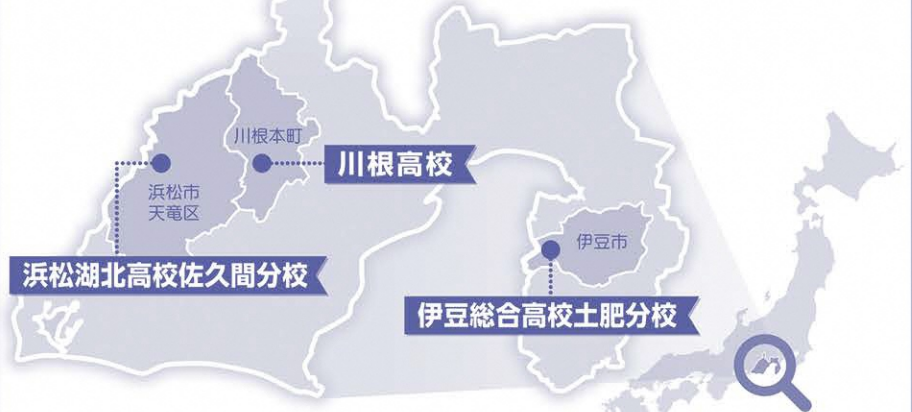 川根本町
川根高校
浜松市
天竜区
伊豆市
浜松湖北高校佐久間分校
伊豆総合高校土肥分校